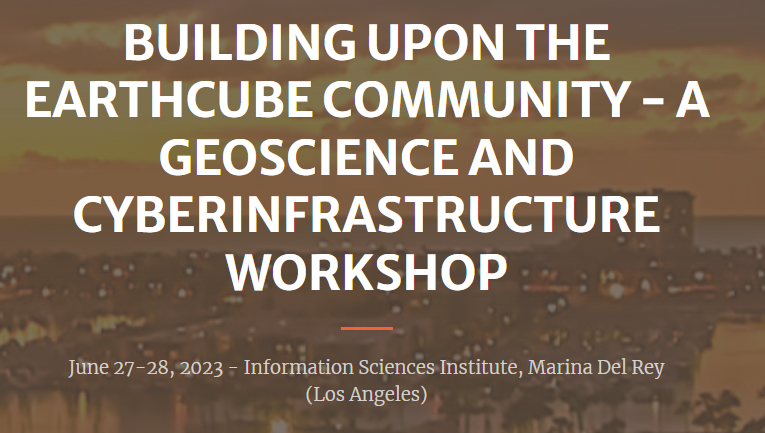 BUILDING UPON THE
EARTHCUBE COMMUNITY – A
GEOSCIENCE AND
CYBERINFRASTRUCTURE
WORKSHOP
June 27-28, 2023 - Information Sciences Institute, Marina Del Rey
(Los Angeles)